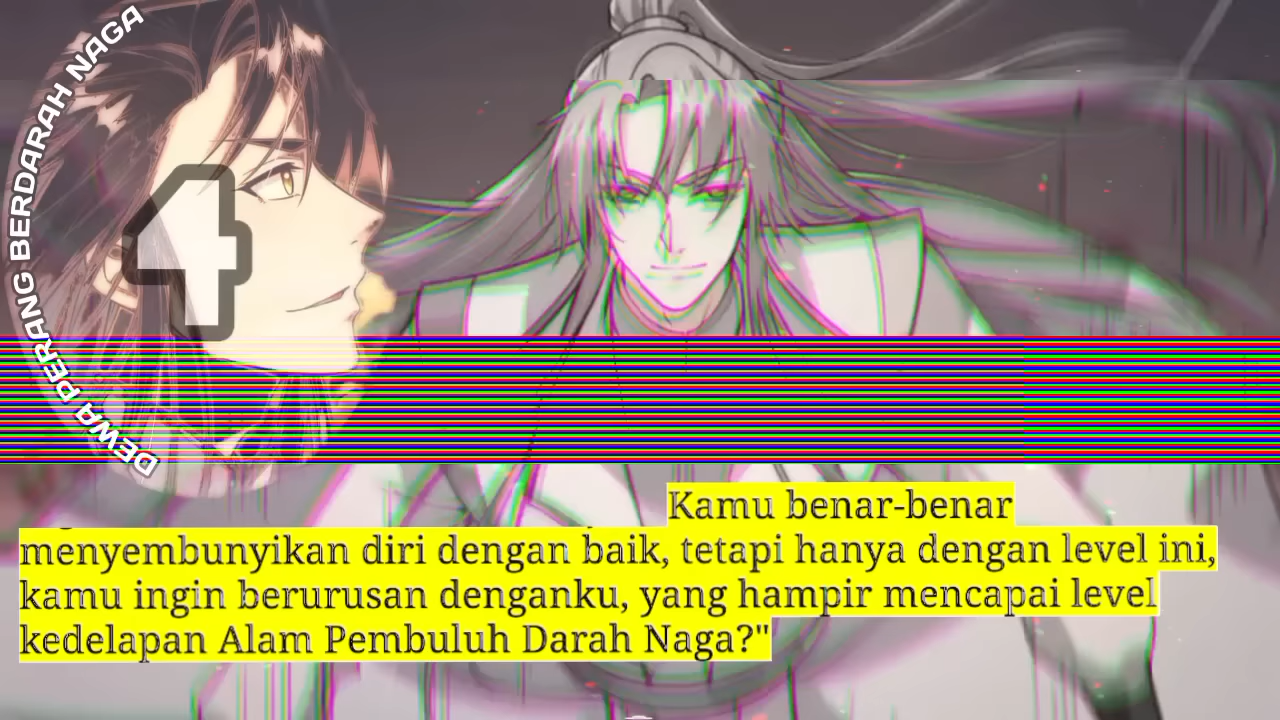 DEWA PERANG BERDARAH NAGA
4
Kamu benar-benar
menyembunyikan diri dengan baik, tetapi hanya dengan level ini,
kamu ingin berurusan denganku, yang hampir mencapai level
kedelapan Alam Pembuluh Darah Naga?"